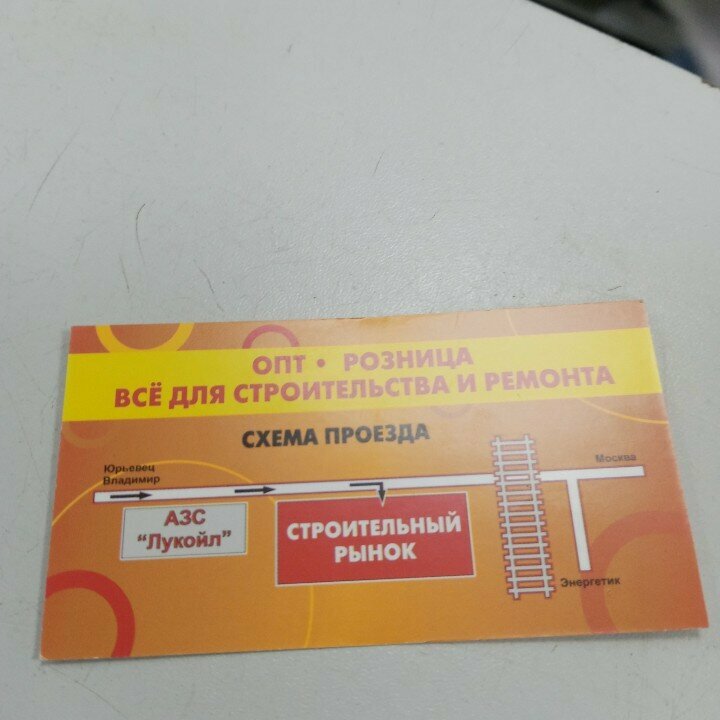 ОПТ • РОЗНИЦА
ВСЁ ДЛЯ СТРОИТЕЛЬСТВА И РЕМОНТА
СХЕМА ПРОЕЗДА
Юрьевец
Владимир
Москва
АЗС
"Лукойл"
СТРОИТЕЛЬНЫЙ
РЫНОК
Энергетик